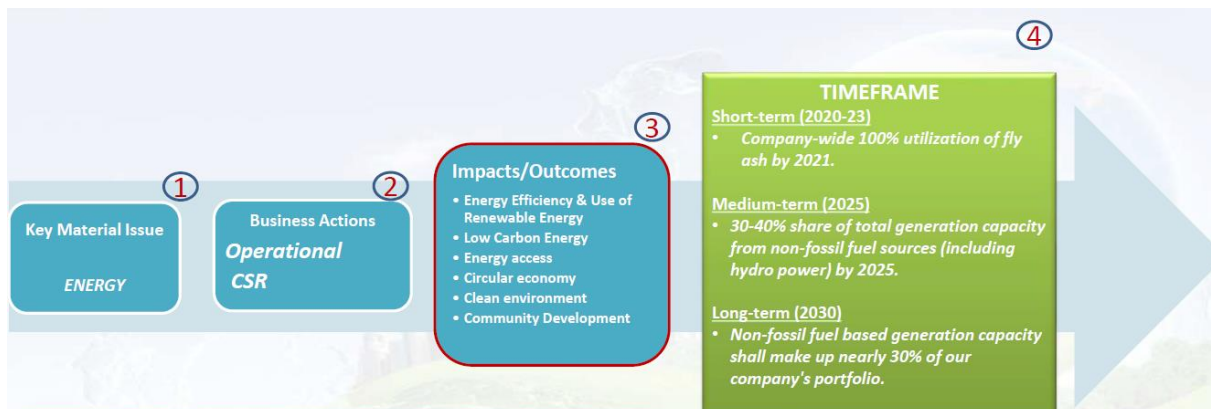 1
Key Material Issue
ENERGY
2
Business Actions
Operational
CSR
3
Impacts/Outcomes
• Energy Efficiency & Use of
Renewable Energy
• Low Carbon Energy
• Energy access
• Circular economy
• Clean environment
• Community Development
4
TIMEFRAME
Short-term (2020-23)
• Company-wide 100% utilization of fly
ash by 2021.
Medium-term (2025)
• 30-40% share of total generation capacity
from non-fossil fuel sources (including
hydro power) by 2025.
Long-term (2030)
• Non-fossil fuel based generation capacity
shall make up nearly 30% of our
company's portfolio.